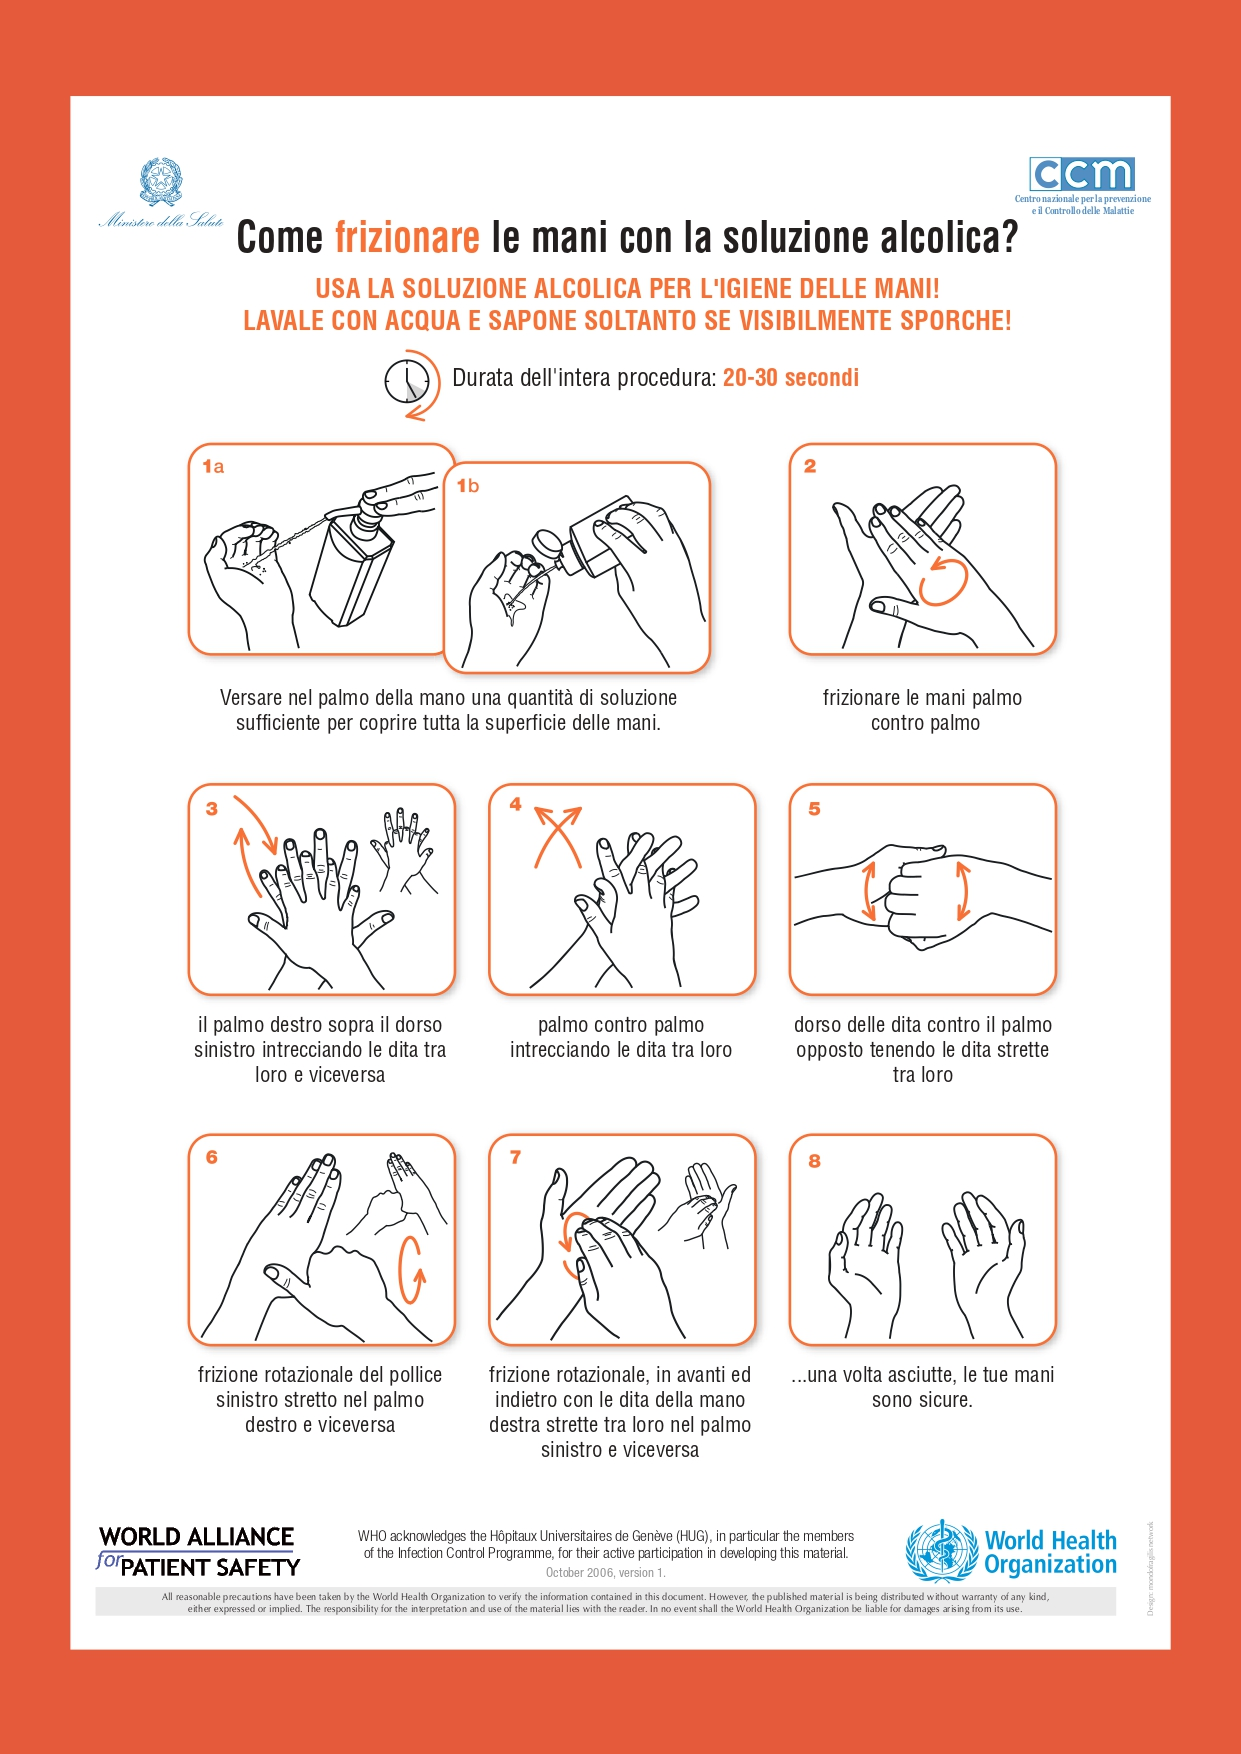 Ministero della Salute
ccm
Centro nazionale per la prevenzione
e il Controllo delle Malattie
Come frizionare le mani con la soluzione alcolica?
USA LA SOLUZIONE ALCOLICA PER L'IGIENE DELLE MANI!
LAVALE CON ACQUA E SAPONE SOLTANTO SE VISIBILMENTE SPORCHE!
Durata dell'intera procedura: 20-30 secondi
1a
1b
Versare nel palmo della mano una quantità di soluzione
sufficiente per coprire tutta la superficie delle mani.
2
frizionare le mani palmo
contro palmo
3
il palmo destro sopra il dorso
sinistro intrecciando le dita tra
loro e viceversa
4
palmo contro palmo
intrecciando le dita tra loro
5
dorso delle dita contro il palmo
opposto tenendo le dita strette
tra loro
6
frizione rotazionale del pollice
sinistro stretto nel palmo
destro e viceversa
7
frizione rotazionale, in avanti ed
indietro con le dita della mano
destra strette tra loro nel palmo
sinistro e viceversa
8
...una volta asciutte, le tue mani
sono sicure.
WORLD ALLIANCE
for PATIENT SAFETY
WHO acknowledges the Hôpitaux Universitaires de Genève (HUG), in particular the members
of the Infection Control Programme, for their active participation in developing this material.
October 2006, version 1.
World Health
Organization
All reasonable precautions have been taken by the World Health Organization to verify the information contained in this document. However, the published material is being distributed without warranty of any kind,
either expressed or implied. The responsibility for the interpretation and use of the material lies with the reader. In no event shall the World Health Organization be liable for damages arising from its use.
Design: mondofragilis network